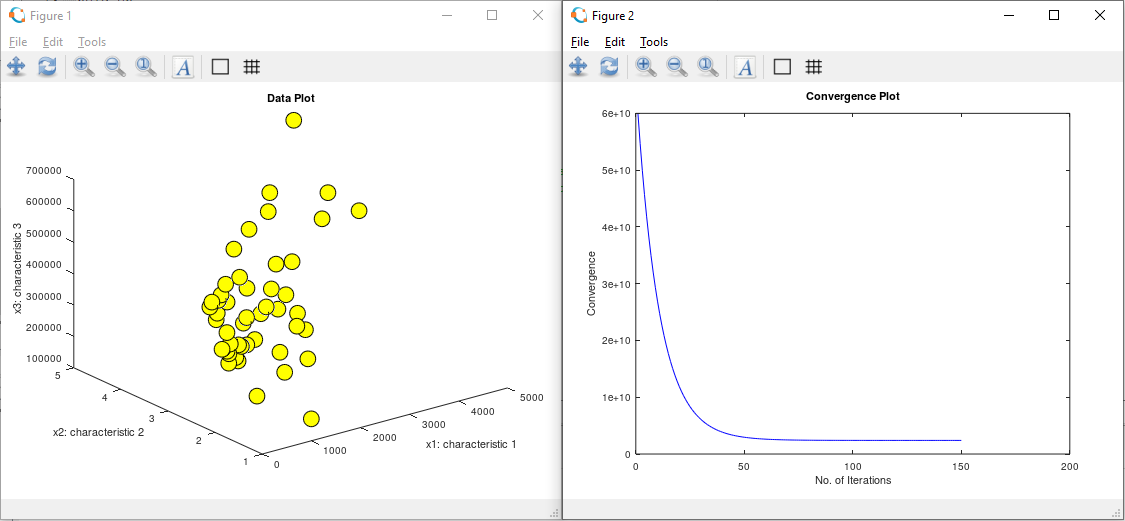 Figure 1
File Edit Tools
A
Data Plot
700000
600000
500000
400000
300000
200000
100000
x3: characteristic 3
5
4
3
2
1
x2: characteristic 2
0
1000
2000
3000
4000
5000
x1: characteristic 1
Figure 2
File Edit Tools
A
Convergence Plot
6e+10
5e+10
4e+10
3e+10
2e+10
1e+10
0
Convergence
0 50 100 150 200
No. of Iterations